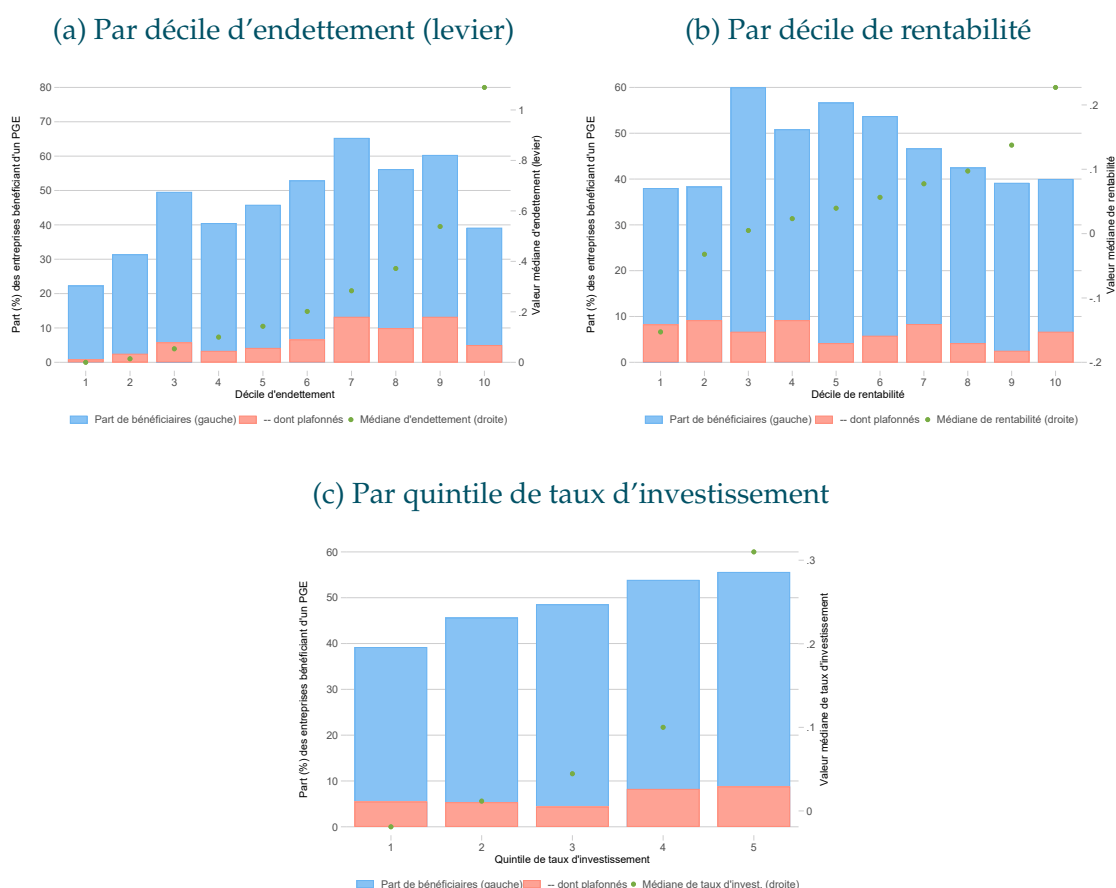 (a) Par décile d'endettement (levier)
Part (%) des entreprises bénéficiant d'un PGE
80
70
60
50
40
30
20
10
0
1
.8
.6
.4
.2
0
Valeur médiane d'endettement (levier)
1 2 3 4 5 6 7 8 9 10
Décile d'endettement
Part de bénéficiaires (gauche) -- dont plafonnés Médiane d'endettement (droite)
(b) Par décile de rentabilité
Part (%) des entreprises bénéficiant d'un PGE
60
50
40
30
20
10
0
.2
.1
0
-.1
-.2
Valeur médiane de rentabilité
1 2 3 4 5 6 7 8 9 10
Décile de rentabilité
Part de bénéficiaires (gauche) -- dont plafonnés Médiane de rentabilité (droite)
(c) Par quintile de taux d'investissement
Part (%) des entreprises bénéficiant d'un PGE
60
50
40
30
20
10
0
.3
.2
.1
0
Valeur médiane de taux d'investissement
1 2 3 4 5
Quintile de taux d'investissement
Part de bénéficiaires (gauche) -- dont plafonnés Médiane de taux d'invest. (droite)